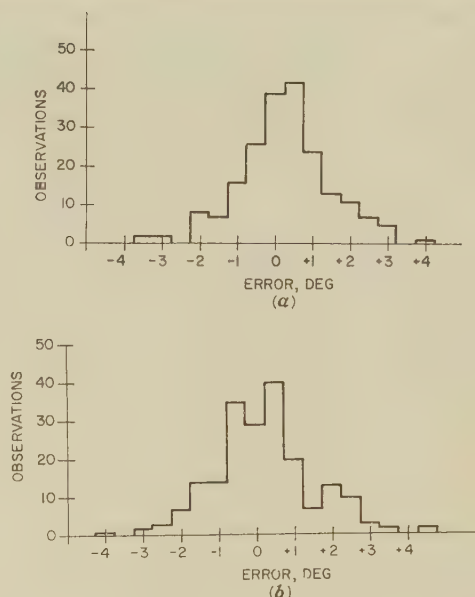 50
40
30
20
10
0
OBSERVATIONS
-4 -3 -2 -1 0 +1 +2 +3 +4
ERROR, DEG
(a)
50
40
30
20
10
0
OBSERVATIONS
-4 -3 -2 -1 0 +1 +2 +3 +4
ERROR, DEG
(b)